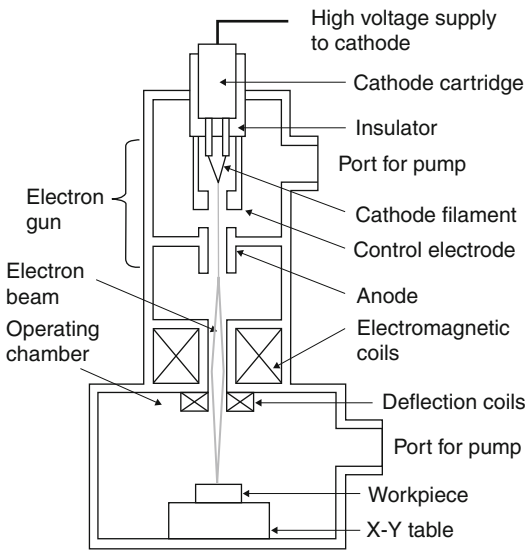 High voltage supply
to cathode
Cathode cartridge
Insulator
Port for pump
Electron
gun
Cathode filament
Control electrode
Electron
beam
Anode
Operating
chamber
Electromagnetic
coils
Deflection coils
Port for pump
Workpiece
X-Y table